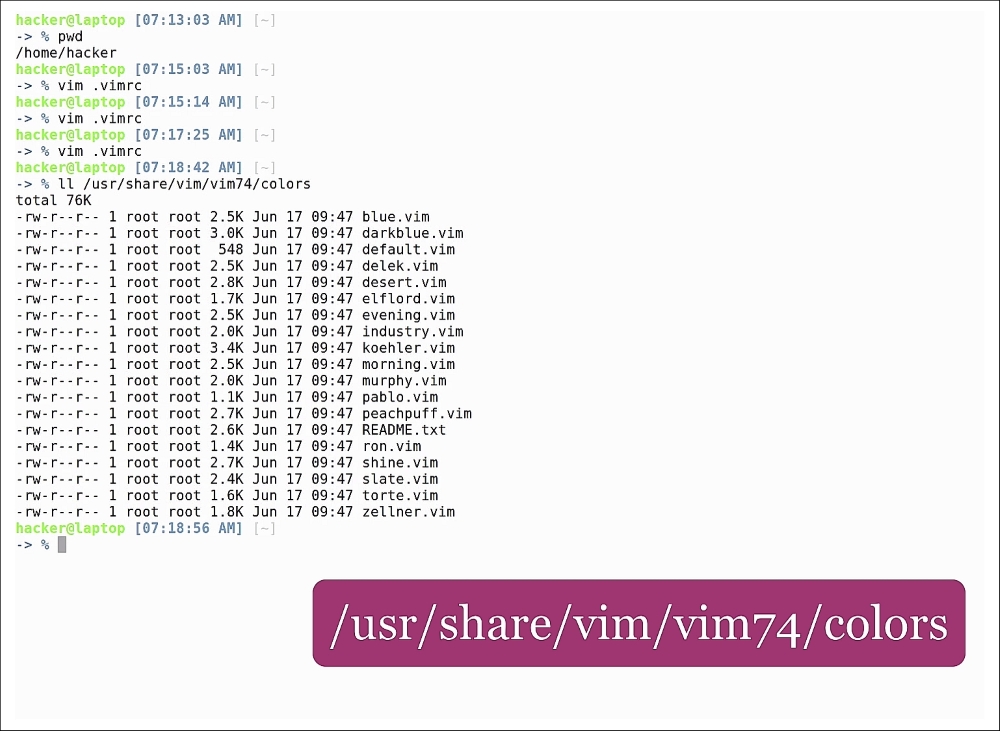 hacker@laptop [07:13:03 AM] [~]
-> % pwd
/home/hacker
hacker@laptop [07:15:03 AM] [~]
-> % vim .vimrc
hacker@laptop [07:15:14 AM] [~]
-> % vim .vimrc
hacker@laptop [07:17:25 AM] [~]
-> % vim .vimrc
hacker@laptop [07:18:42 AM] [~]
-> % ll /usr/share/vim/vim74/colors
total 76K
-rw-r--r-- 1 root root 2.5K Jun 17 09:47 blue.vim
-rw-r--r-- 1 root root 3.0K Jun 17 09:47 darkblue.vim
-rw-r--r-- 1 root root  548 Jun 17 09:47 default.vim
-rw-r--r-- 1 root root 2.5K Jun 17 09:47 delek.vim
-rw-r--r-- 1 root root 2.8K Jun 17 09:47 desert.vim
-rw-r--r-- 1 root root 1.7K Jun 17 09:47 elflord.vim
-rw-r--r-- 1 root root 2.5K Jun 17 09:47 evening.vim
-rw-r--r-- 1 root root 2.0K Jun 17 09:47 industry.vim
-rw-r--r-- 1 root root 3.4K Jun 17 09:47 koehler.vim
-rw-r--r-- 1 root root 2.5K Jun 17 09:47 morning.vim
-rw-r--r-- 1 root root 2.0K Jun 17 09:47 murphy.vim
-rw-r--r-- 1 root root 1.1K Jun 17 09:47 pablo.vim
-rw-r--r-- 1 root root 2.7K Jun 17 09:47 peachpuff.vim
-rw-r--r-- 1 root root 2.6K Jun 17 09:47 README.txt
-rw-r--r-- 1 root root 1.4K Jun 17 09:47 ron.vim
-rw-r--r-- 1 root root 2.7K Jun 17 09:47 shine.vim
-rw-r--r-- 1 root root 2.4K Jun 17 09:47 slate.vim
-rw-r--r-- 1 root root 1.6K Jun 17 09:47 torte.vim
-rw-r--r-- 1 root root 1.8K Jun 17 09:47 zellner.vim
hacker@laptop [07:18:56 AM] [~]
-> %
/usr/share/vim/vim74/colors